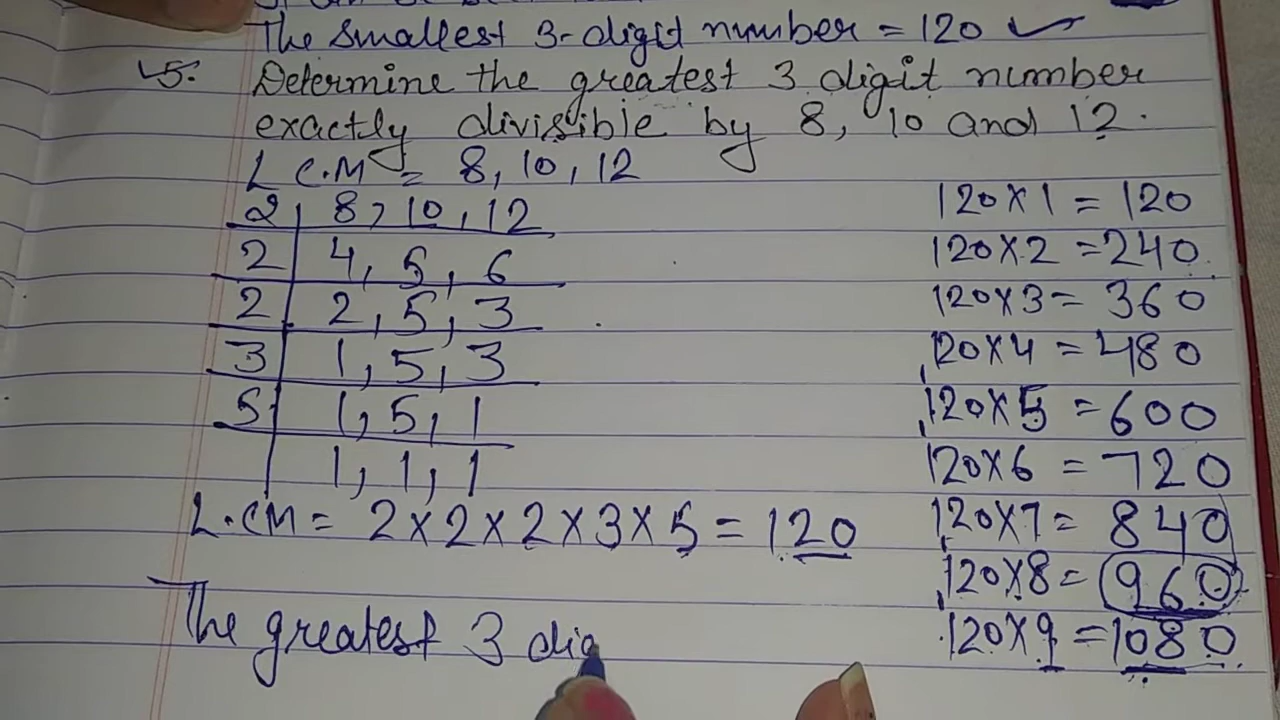 The smallest 3-digit number = 120 ✓
5. Determine the greatest 3 digit number
exactly divisible by 8, 10 and 12.
L C.M = 8, 10, 12
2 | 8, 10, 12
2 | 4, 5, 6
2 | 2, 5, 3
3 | 1, 5, 3
5 | 1, 5, 1
1, 1, 1
L.CM = 2×2×2×3×5 = 120
The greatest 3 dig
120×1 = 120
120×2 = 240
120×3 = 360
120×4 = 480
120×5 = 600
120×6 = 720
120×7 = 840
120×8 = 960
120×9 = 1080